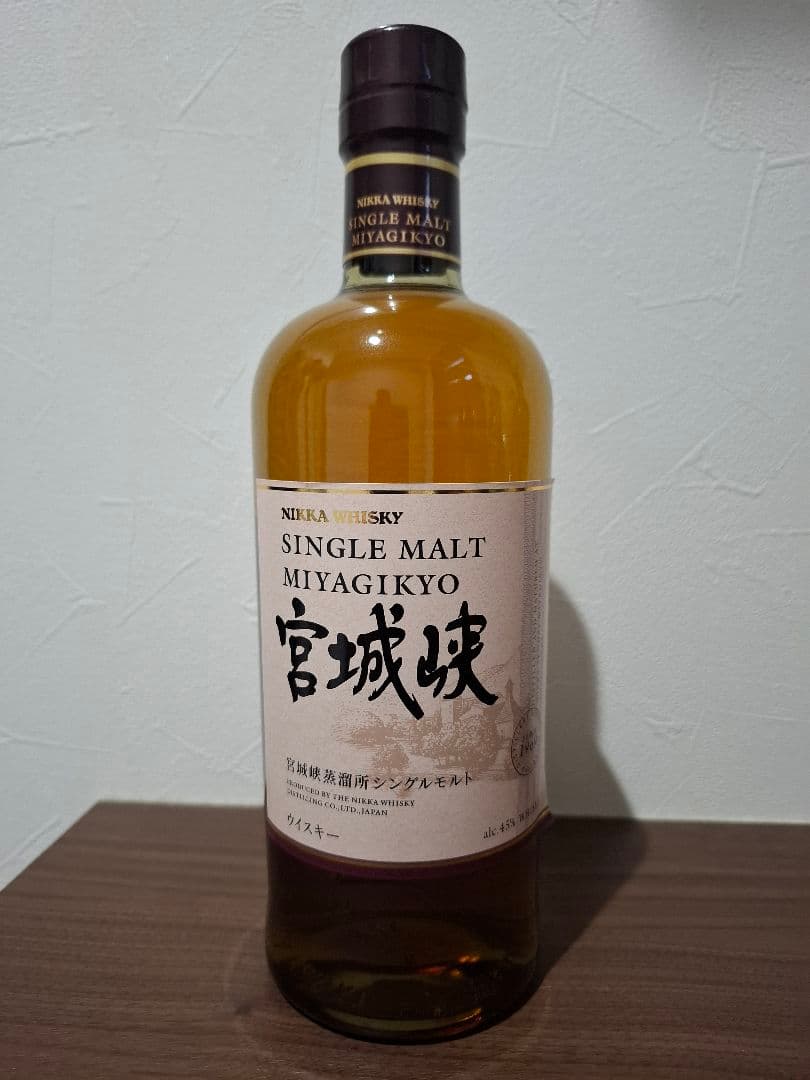 NIKKA WHISKY
SINGLE MALT
MIYAGIKYO
NIKKA WHISKY
SINGLE MALT
MIYAGIKYO
宮城峡
宮城峡蒸溜所シングルモルト
PRODUCED BY THE NIKKA WHISKY
DISTILLING CO.,LTD.,JAPAN
ウイスキー
alc.45%